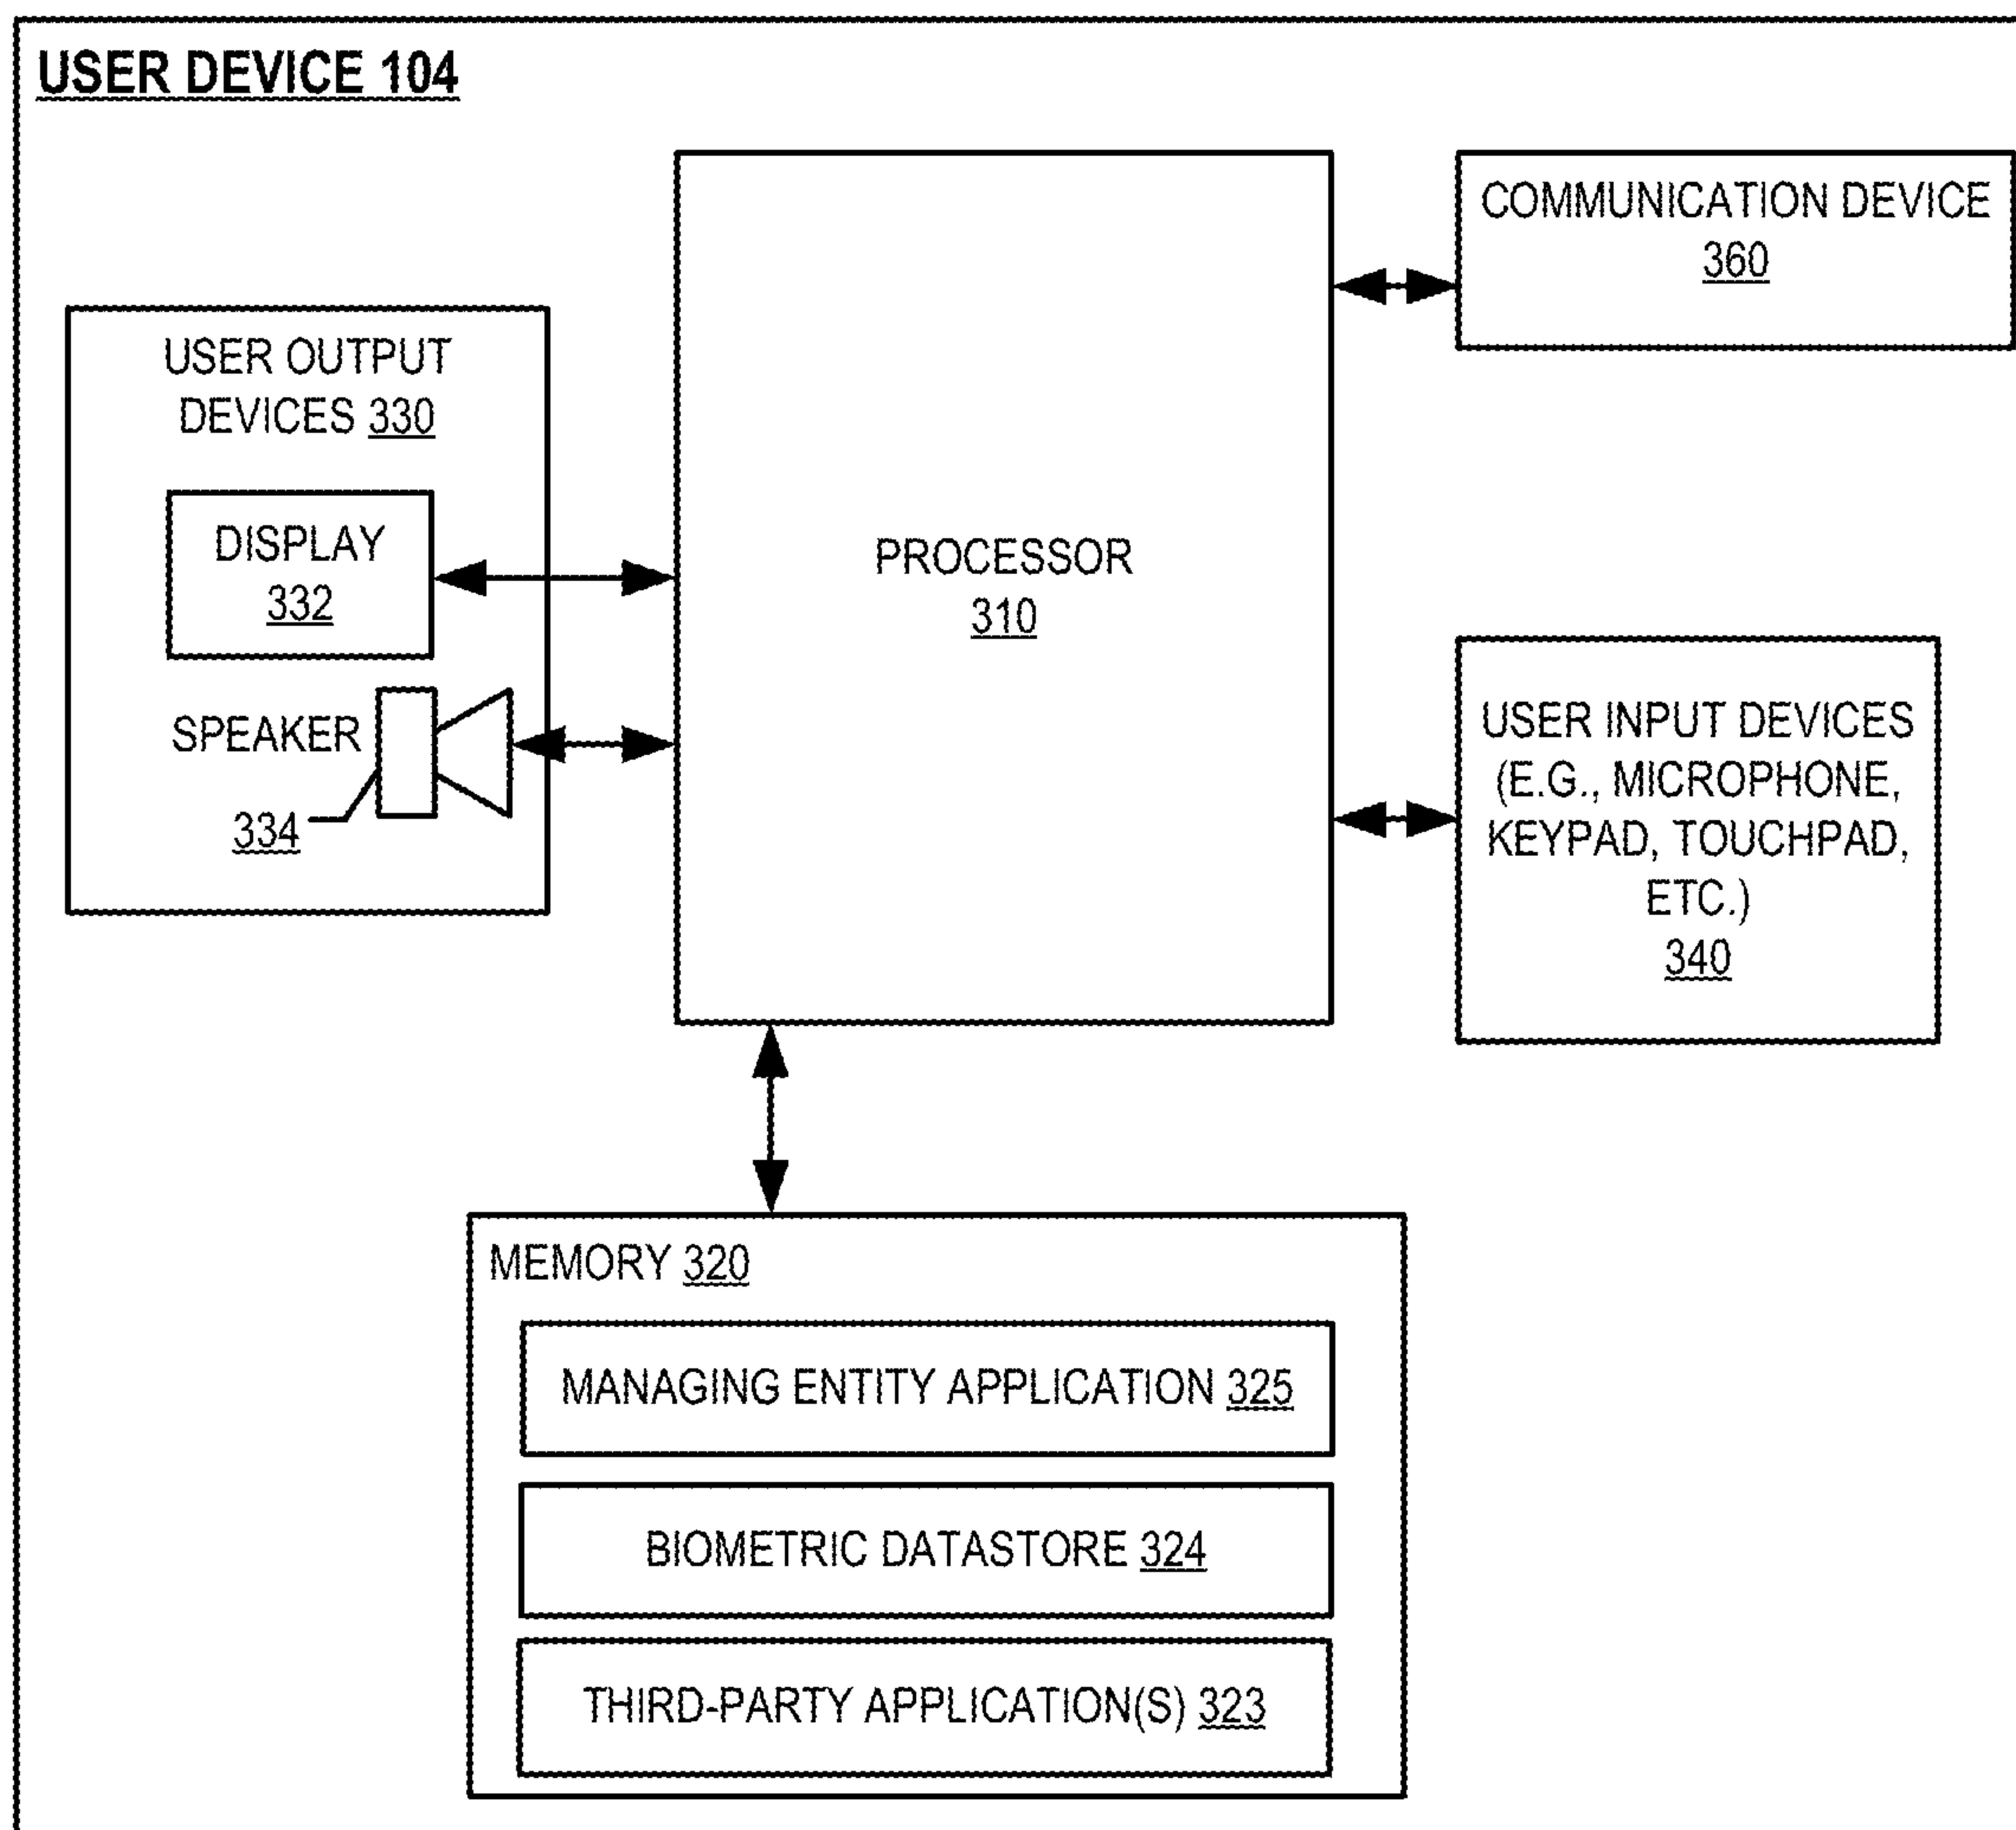 USER DEVICE 104
USER OUTPUT
DEVICES 330
DISPLAY
332
SPEAKER
334
PROCESSOR
310
COMMUNICATION DEVICE
360
USER INPUT DEVICES
(E.G., MICROPHONE,
KEYPAD, TOUCHPAD,
ETC.)
340
MEMORY 320
MANAGING ENTITY APPLICATION 325
BIOMETRIC DATASTORE 324
THIRD-PARTY APPLICATION(S) 323